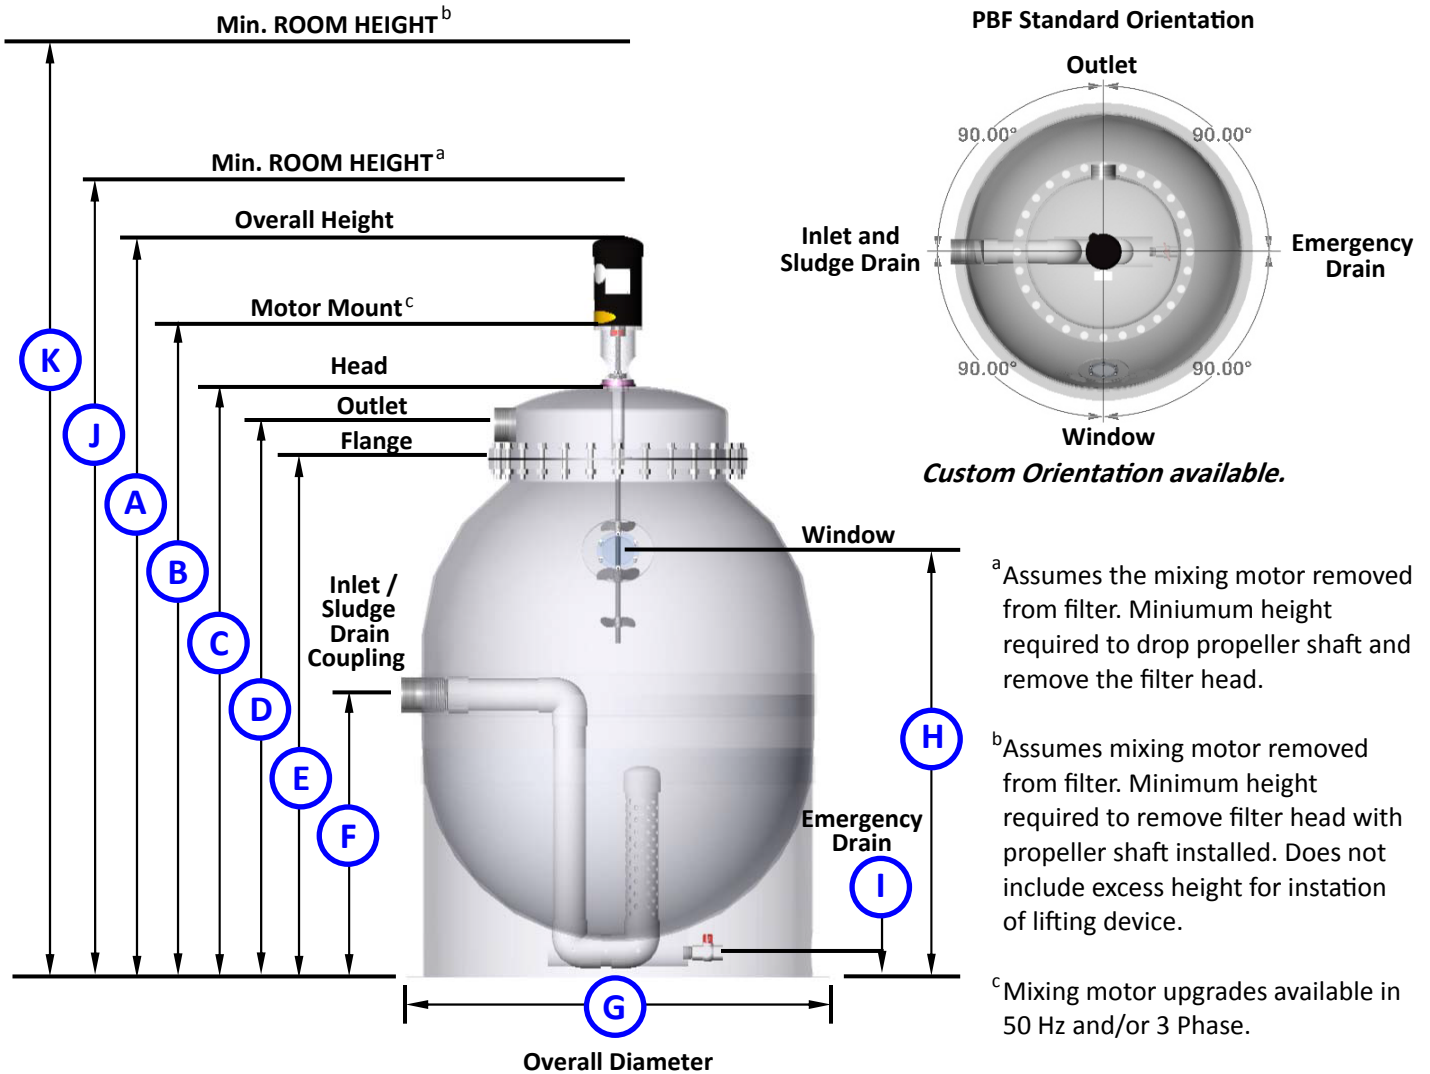 Min. ROOM HEIGHT b
Min. ROOM HEIGHT a
Overall Height
Motor Mount c
Head
Outlet
Flange
Window
Inlet /
Sludge
Drain
Coupling
Emergency
Drain
K
J
A
B
C
D
E
F
H
I
G
Overall Diameter
PBF Standard Orientation
Outlet
90.00°
90.00°
Inlet and
Sludge Drain
Emergency
Drain
90.00°
90.00°
Window
Custom Orientation available.
a Assumes the mixing motor removed
from filter. Miniumum height
required to drop propeller shaft and
remove the filter head.
b Assumes mixing motor removed
from filter. Minimum height
required to remove filter head with
propeller shaft installed. Does not
include excess height for instation
of lifting device.
c Mixing motor upgrades available in
50 Hz and/or 3 Phase.